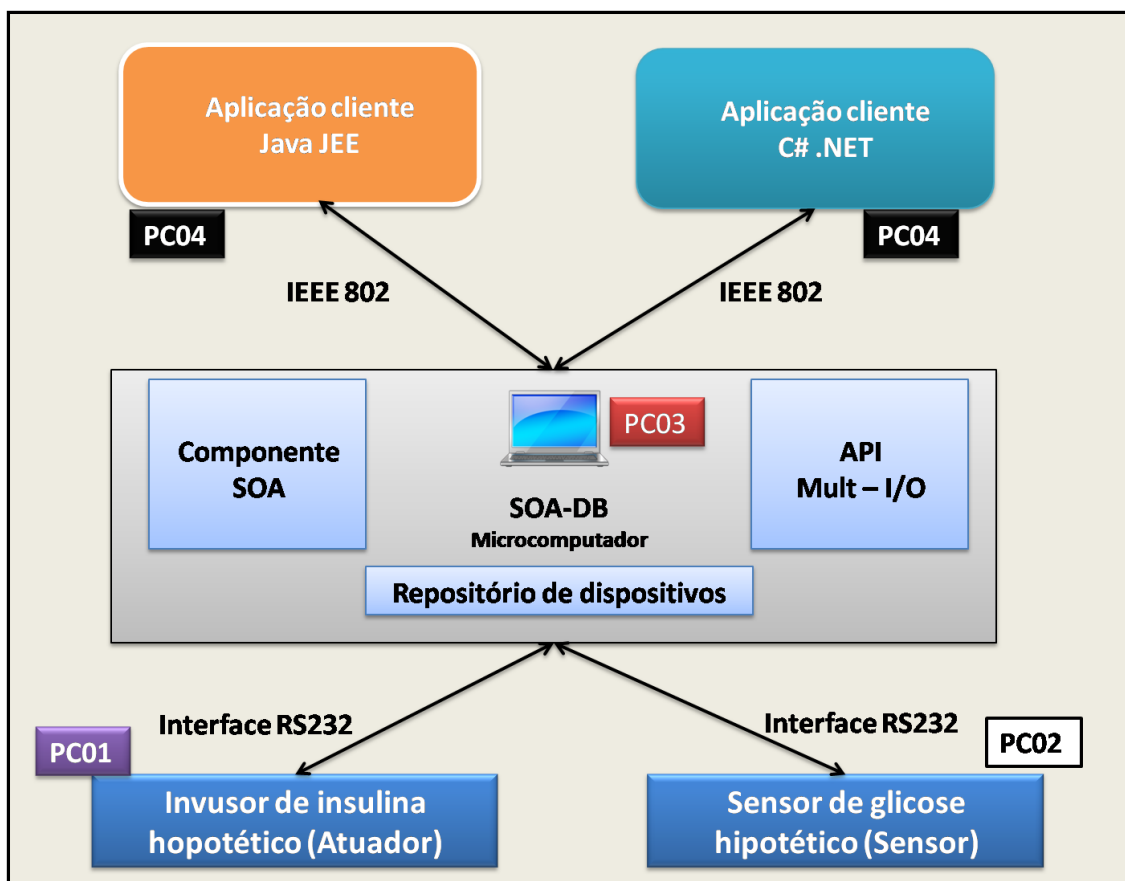 Aplicação cliente
Java JEE
Aplicação cliente
C# .NET
PC04
PC04
IEEE 802
IEEE 802
Componente
SOA
PC03
API
Mult – I/O
SOA-DB
Microcomputador
Repositório de dispositivos
Interface RS232
Interface RS232
PC01
PC02
Invusor de insulina
hopotético (Atuador)
Sensor de glicose
hipotético (Sensor)